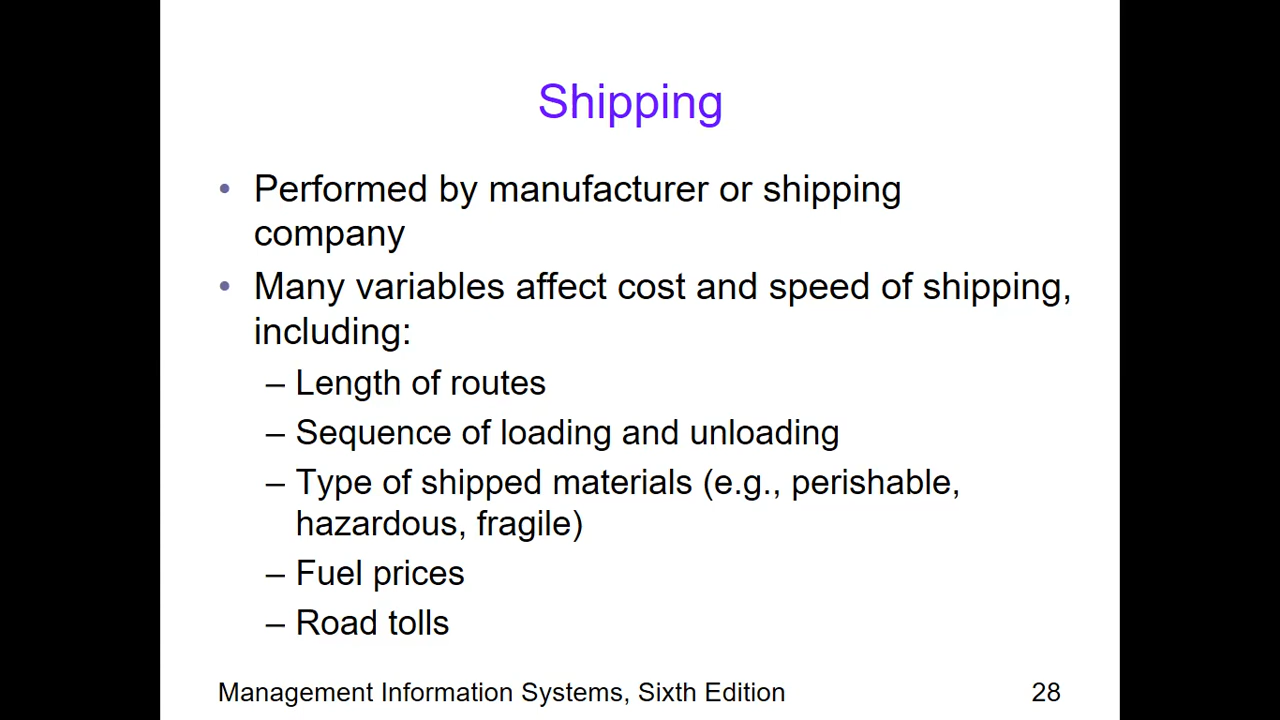 Shipping
• Performed by manufacturer or shipping
company
• Many variables affect cost and speed of shipping,
including:
– Length of routes
– Sequence of loading and unloading
– Type of shipped materials (e.g., perishable,
hazardous, fragile)
– Fuel prices
– Road tolls
Management Information Systems, Sixth Edition 28